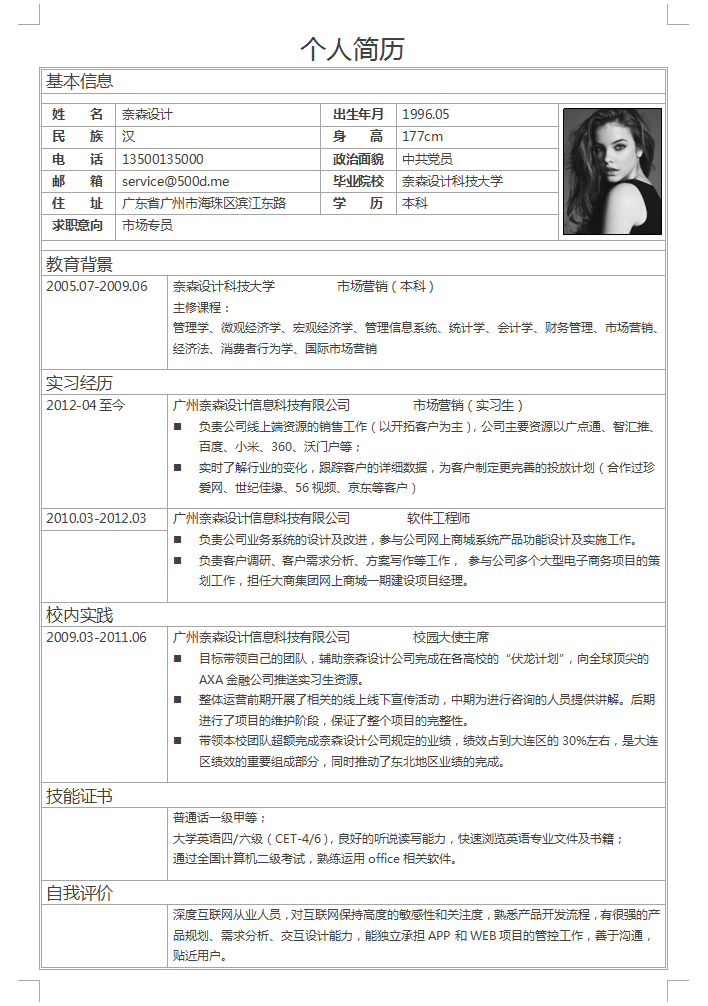 个人简历
基本信息
姓 名 奈森设计 出生年月 1996.05
民 族 汉 身 高 177cm
电 话 13500135000 政治面貌 中共党员
邮 箱 service@500d.me 毕业院校 奈森设计科技大学
住 址 广东省广州市海珠区滨江东路 学 历 本科
求职意向 市场专员
教育背景
2005.07-2009.06 奈森设计科技大学 市场营销（本科）
主修课程：
管理学、微观经济学、宏观经济学、管理信息系统、统计学、会计学、财务管理、市场营销、
经济法、消费者行为学、国际市场营销
实习经历
2012-04 至今 广州奈森设计信息科技有限公司 市场营销（实习生）
■ 负责公司线上端资源的销售工作（以开拓客户为主），公司主要资源以广点通、智汇推、
百度、小米、360、沃门户等；
■ 实时了解行业的变化，跟踪客户的详细数据，为客户制定更完善的投放计划（合作过珍
爱网、世纪佳缘、56 视频、京东等客户）
2010.03-2012.03 广州奈森设计信息科技有限公司 软件工程师
■ 负责公司业务系统的设计及改进，参与公司网上商城系统产品功能设计及实施工作。
■ 负责客户调研、客户需求分析、方案写作等工作， 参与公司多个大型电子商务项目的策
划工作，担任大商集团网上商城一期建设项目经理。
校内实践
2009.03-2011.06 广州奈森设计信息科技有限公司 校园大使主席
■ 目标带领自己的团队，辅助奈森设计公司完成在各高校的“伏龙计划”，向全球顶尖的
AXA 金融公司推送实习生资源。
■ 整体运营前期开展了相关的线上线下宣传活动，中期为进行咨询的人员提供讲解。后期
进行了项目的维护阶段，保证了整个项目的完整性。
■ 带领本校团队超额完成奈森设计公司规定的业绩，绩效占到大连区的 30%左右，是大连
区绩效的重要组成部分，同时推动了东北地区业绩的完成。
技能证书
普通话一级甲等；
大学英语四/六级（CET-4/6），良好的听说读写能力，快速浏览英语专业文件及书籍；
通过全国计算机二级考试，熟练运用 office 相关软件。
自我评价
深度互联网从业人员，对互联网保持高度的敏感性和关注度，熟悉产品开发流程，有很强的产
品规划、需求分析、交互设计能力，能独立承担 APP 和 WEB 项目的管控工作，善于沟通，
贴近用户。